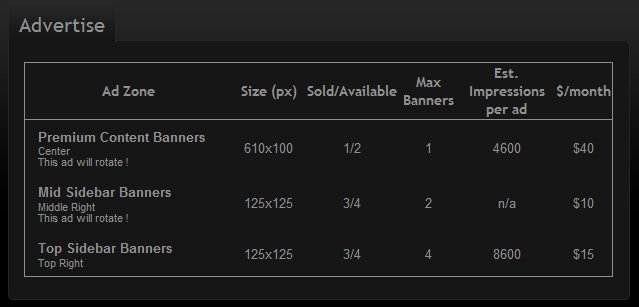 Advertise
Ad Zone Size (px) Sold/Available Max Banners Est. Impressions per ad $/month
Premium Content Banners 610x100 1/2 1 4600 $40
Center
This ad will rotate !
Mid Sidebar Banners 125x125 3/4 2 n/a $10
Middle Right
This ad will rotate !
Top Sidebar Banners 125x125 3/4 4 8600 $15
Top Right